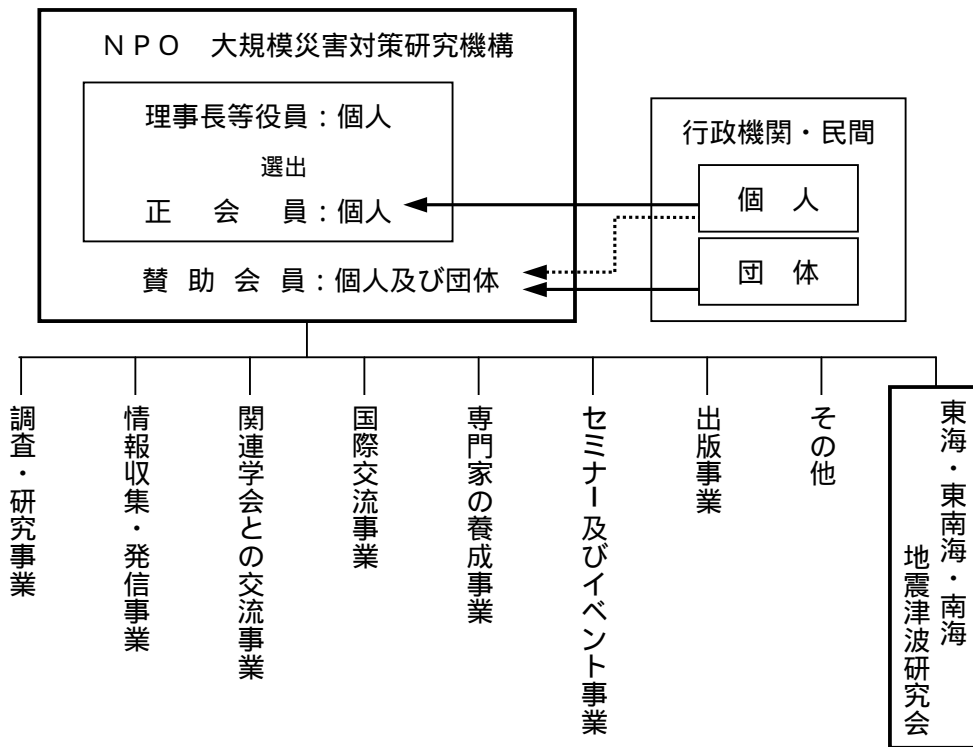 NPO 大規模災害対策研究機構
理事長等役員:個人
選出
正会員:個人
賛助会員:個人及び団体
行政機関・民間
個人
団体
調査・研究事業
情報収集・発信事業
関連学会との交流事業
国際交流事業
専門家の養成事業
セミナー及びイベント事業
出版事業
その他
東海・東南海・南海
地震津波研究会